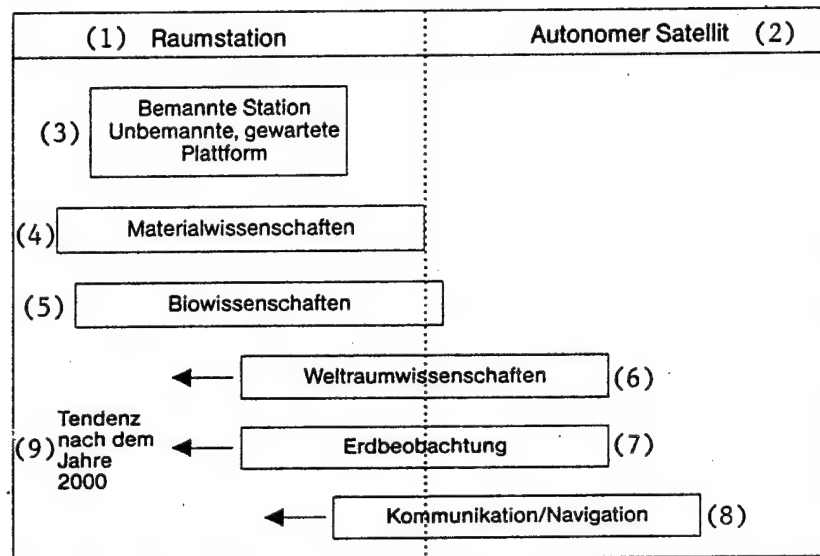 (1) Raumstation
Autonomer Satellit (2)
(3)
Bemannte Station
Unbemannte, gewartete
Plattform
(4) Materialwissenschaften
(5) Biowissenschaften
Weltraumwissenschaften (6)
(9)
Tendenz
nach dem
Jahre
2000
Erdbeobachtung (7)
Kommunikation/Navigation (8)